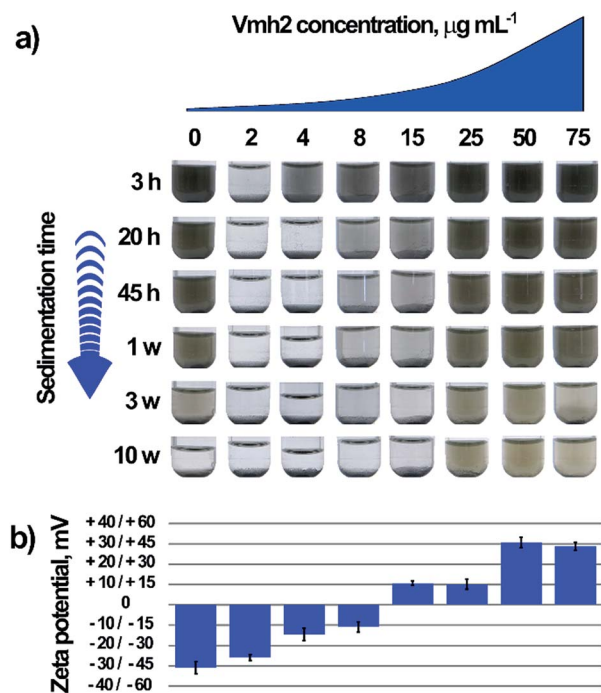 a)
Vmh2 concentration, μg mL-1
0 2 4 8 15 25 50 75
3 h
20 h
45 h
1 w
3 w
10 w
Sedimentation time
b)
Zeta potential, mV
+ 40 / + 60
+ 30 / + 45
+ 20 / + 30
+ 10 / + 15
0
- 10 / - 15
- 20 / - 30
- 30 / - 45
- 40 / - 60